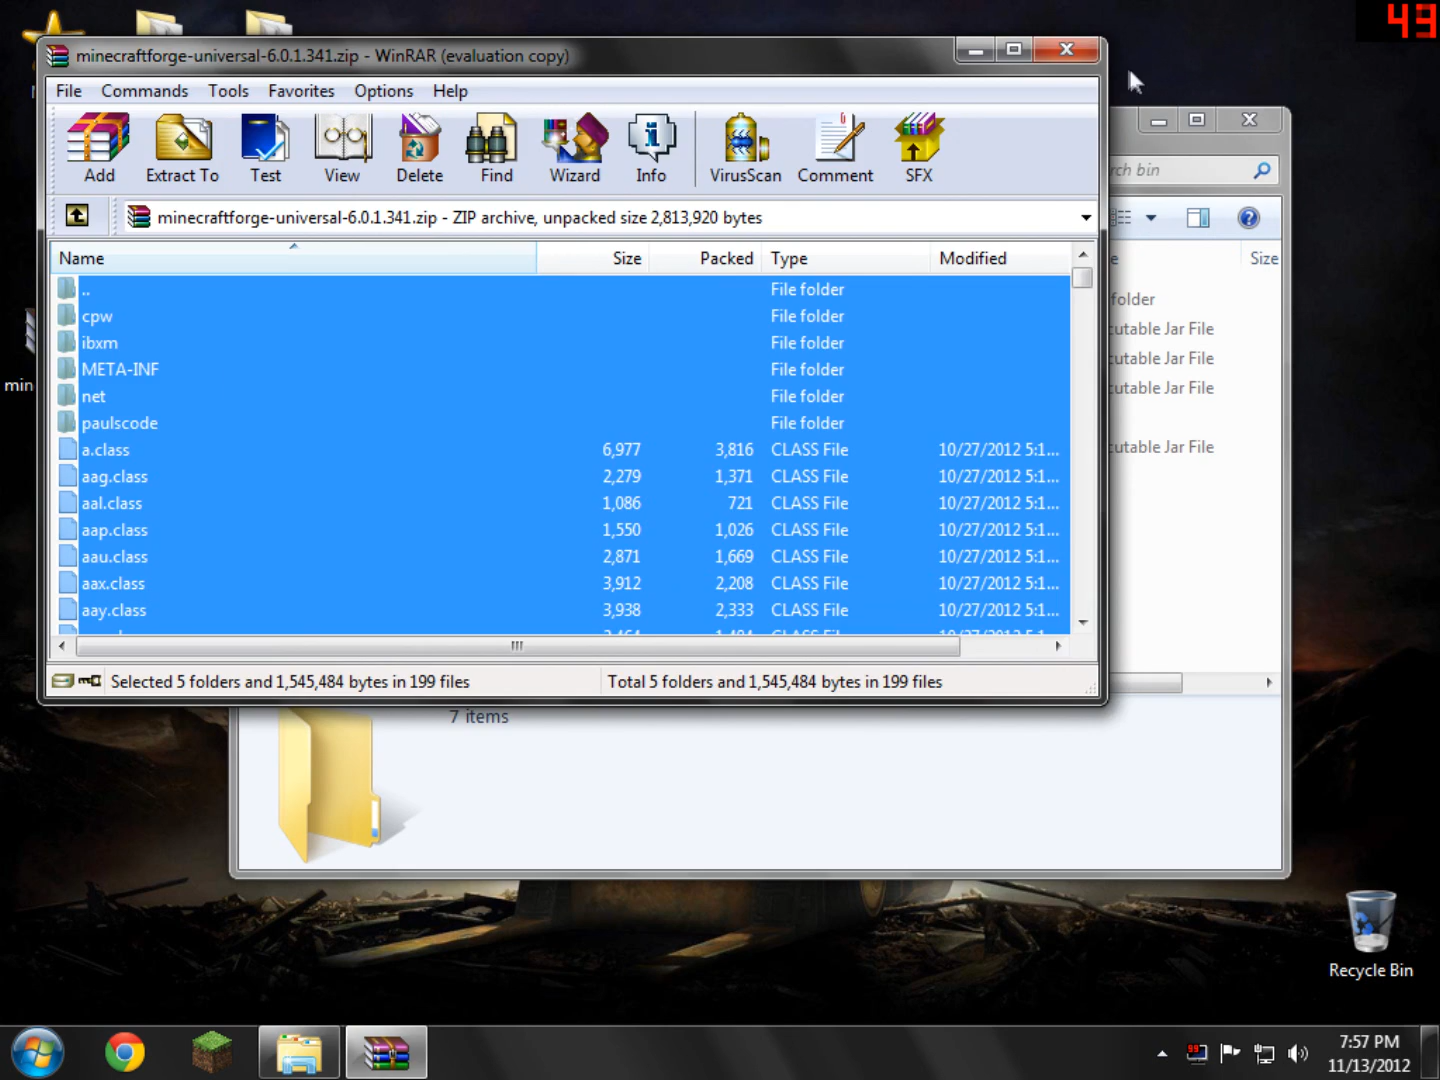 43
minecraftforge-universal-6.0.1.341.zip - WinRAR (evaluation copy)
File Commands Tools Favorites Options Help
Add Extract To Test View Delete Find Wizard Info VirusScan Comment SFX
rch bin
minecraftforge-universal-6.0.1.341.zip - ZIP archive, unpacked size 2,813,920 bytes
Name Size Packed Type Modified
e Size
.. File folder
cpw File folder
ibxm File folder
META-INF File folder
net File folder
paulscode File folder
a.class 6,977 3,816 CLASS File 10/27/2012 5:1...
aag.class 2,279 1,371 CLASS File 10/27/2012 5:1...
aal.class 1,086 721 CLASS File 10/27/2012 5:1...
aap.class 1,550 1,026 CLASS File 10/27/2012 5:1...
aau.class 2,871 1,669 CLASS File 10/27/2012 5:1...
aax.class 3,912 2,208 CLASS File 10/27/2012 5:1...
aay.class 3,938 2,333 CLASS File 10/27/2012 5:1...
Selected 5 folders and 1,545,484 bytes in 199 files
Total 5 folders and 1,545,484 bytes in 199 files
folder
cutable Jar File
cutable Jar File
cutable Jar File
cutable Jar File
min
7 items
Recycle Bin
99
7:57 PM
11/13/2012